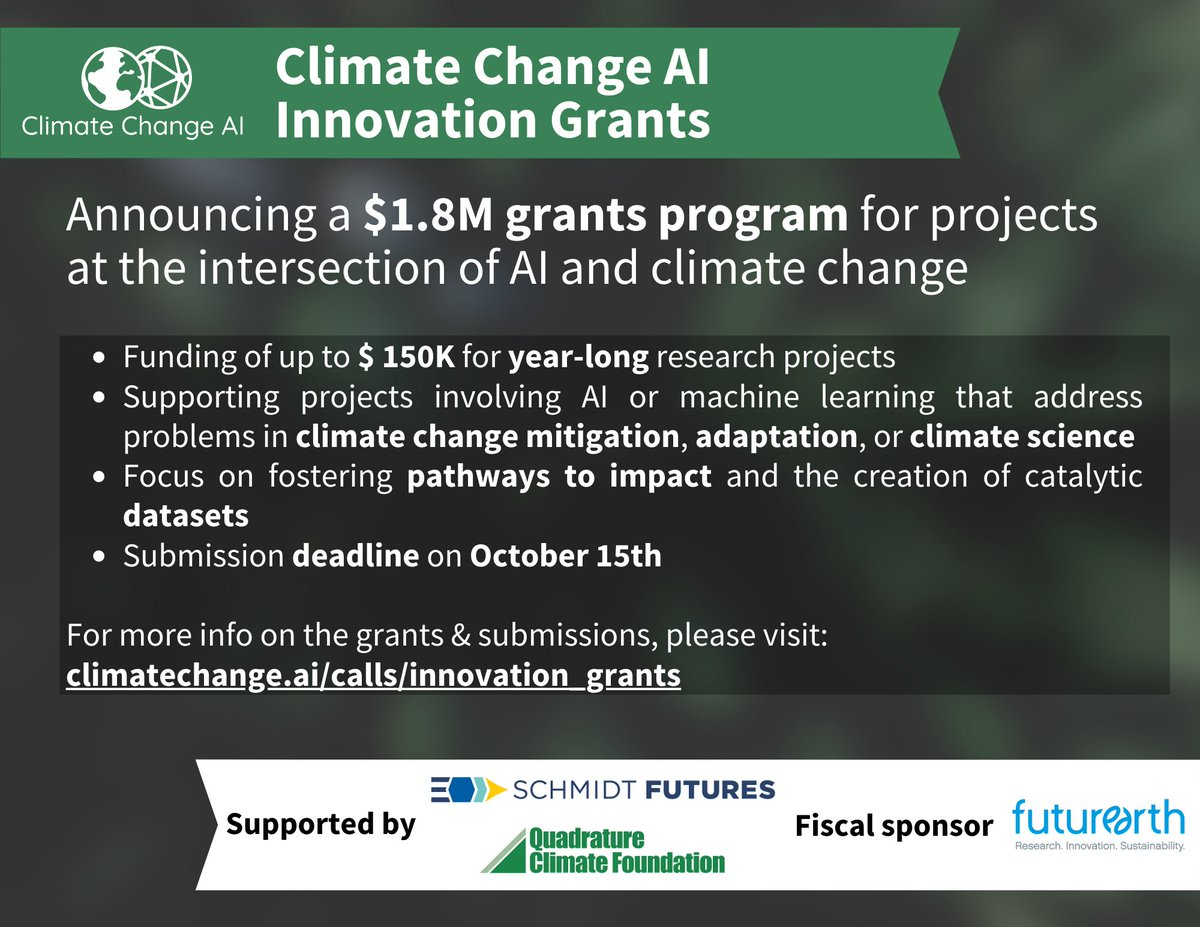 Climate Change AI
Climate Change AI
Innovation Grants
Announcing a $1.8M grants program for projects
at the intersection of AI and climate change
• Funding of up to $ 150K for year-long research projects
• Supporting projects involving AI or machine learning that address
problems in climate change mitigation, adaptation, or climate science
• Focus on fostering pathways to impact and the creation of catalytic
datasets
• Submission deadline on October 15th
For more info on the grants & submissions, please visit:
climatechange.ai/calls/innovation_grants
Supported by
SCHMIDT FUTURES
Quadrature
Climate Foundation
Fiscal sponsor
futurearth
Research. Innovation. Sustainability.